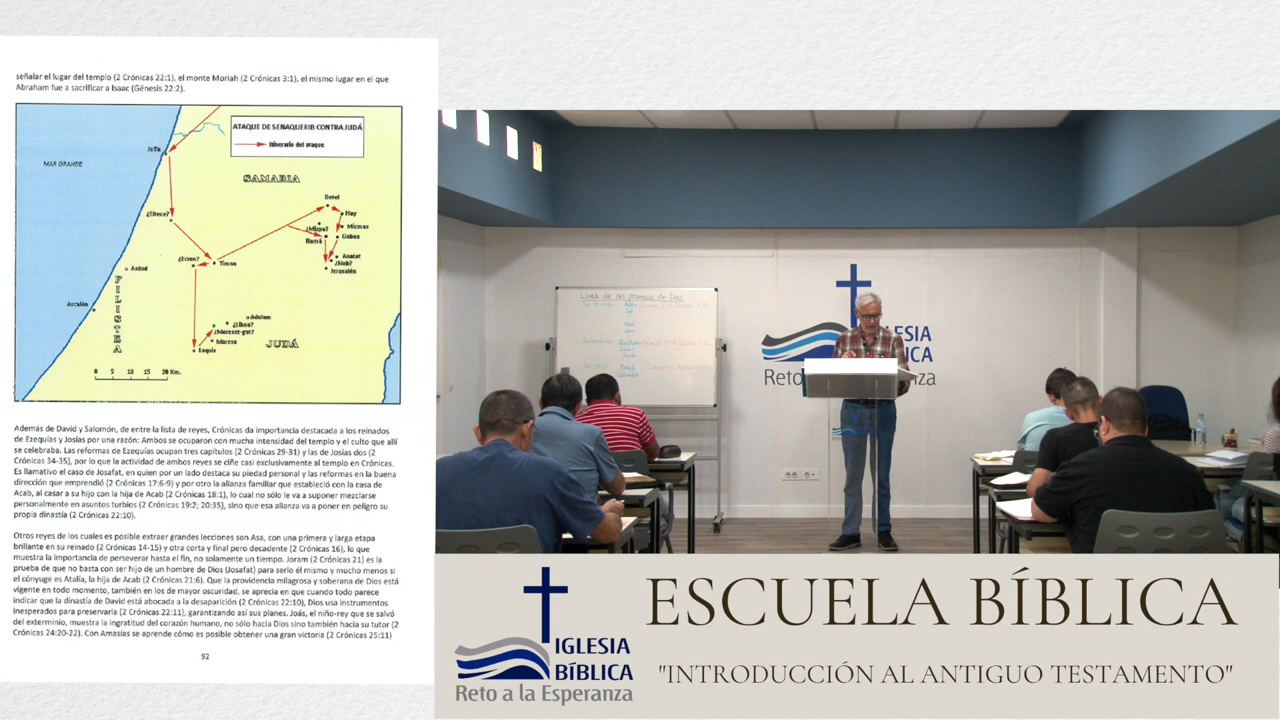 señalar el lugar del templo (2 Crónicas 22:1), el monte Moriah (2 Crónicas 3:1), el mismo lugar en el que
Abraham fue a sacrificar a Isaac (Génesis 22:2).
ATAQUE DE SENAQUERIB CONTRA JUDÁ
Itinerario del ataque
MAR GRANDE
Jaffa
SAMARIA
Betel
¿Elteco?
Hay
¿Mizpa?
Micmas
Ramá
Gabaa
¿Ecron?
Timna
Anatat
¿Nob?
Jerusalén
Asdod
FILISTEA
Ascalón
Adulam
¿Libna?
¿Moreset-gat?
Maresa
JUDÁ
Laquis
0 5 10 15 20 Km.
Además de David y Salomón, de entre la lista de reyes, Crónicas da importancia destacada a los reinados
de Ezequías y Josías por una razón: Ambos se ocuparon con mucha intensidad del templo y el culto que allí
se celebraba. Las reformas de Ezequías ocupan tres capítulos (2 Crónicas 29-31) y las de Josías dos (2
Crónicas 34-35), por lo que la actividad de ambos reyes se ciñe casi exclusivamente al templo en Crónicas.
Es llamativo el caso de Josafat, en quien por un lado destaca su piedad personal y las reformas en la buena
dirección que emprendió (2 Crónicas 17:6-9) y por otro la alianza familiar que estableció con la casa de
Acab, al casar a su hijo con la hija de Acab (2 Crónicas 18:1), lo cual no sólo le va a suponer mezclarse
personalmente en asuntos turbios (2 Crónicas 19:2; 20:35), sino que esa alianza va a poner en peligro su
propia dinastía (2 Crónicas 22:10).
Otros reyes de los cuales es posible extraer grandes lecciones son Asa, con una primera y larga etapa
brillante en su reinado (2 Crónicas 14-15) y otra corta y final pero decadente (2 Crónicas 16), lo que
muestra la importancia de perseverar hasta el fin, no solamente un tiempo. Joram (2 Crónicas 21) es la
prueba de que no basta con ser hijo de un hombre de Dios (Josafat) para serlo él mismo y mucho menos si
el cónyuge es Atalía, la hija de Acab (2 Crónicas 21:6). Que la providencia milagrosa y soberana de Dios está
vigente en todo momento, también en los de mayor oscuridad, se aprecia en que cuando todo parece
indicar que la dinastía de David está abocada a la desaparición (2 Crónicas 22:10), Dios usa instrumentos
inesperados para preservarla (2 Crónicas 22:11), garantizando así sus planes. Joás, el niño-rey que se salvó
del exterminio, muestra la ingratitud del corazón humano, no sólo hacia Dios sino también hacia su tutor (2
Crónicas 24:20-22). Con Amasías se aprende cómo es posible obtener una gran victoria (2 Crónicas 25:11)
92
Línea de las promesas de Dios
Adán
Set
Noé
Sem
Abraham
Isaac
Jacob
David
Salomón
IGLESIA
Reto
ESCUELA BÍBLICA
"INTRODUCCIÓN AL ANTIGUO TESTAMENTO"
IGLESIA
BÍBLICA
Reto a la Esperanza